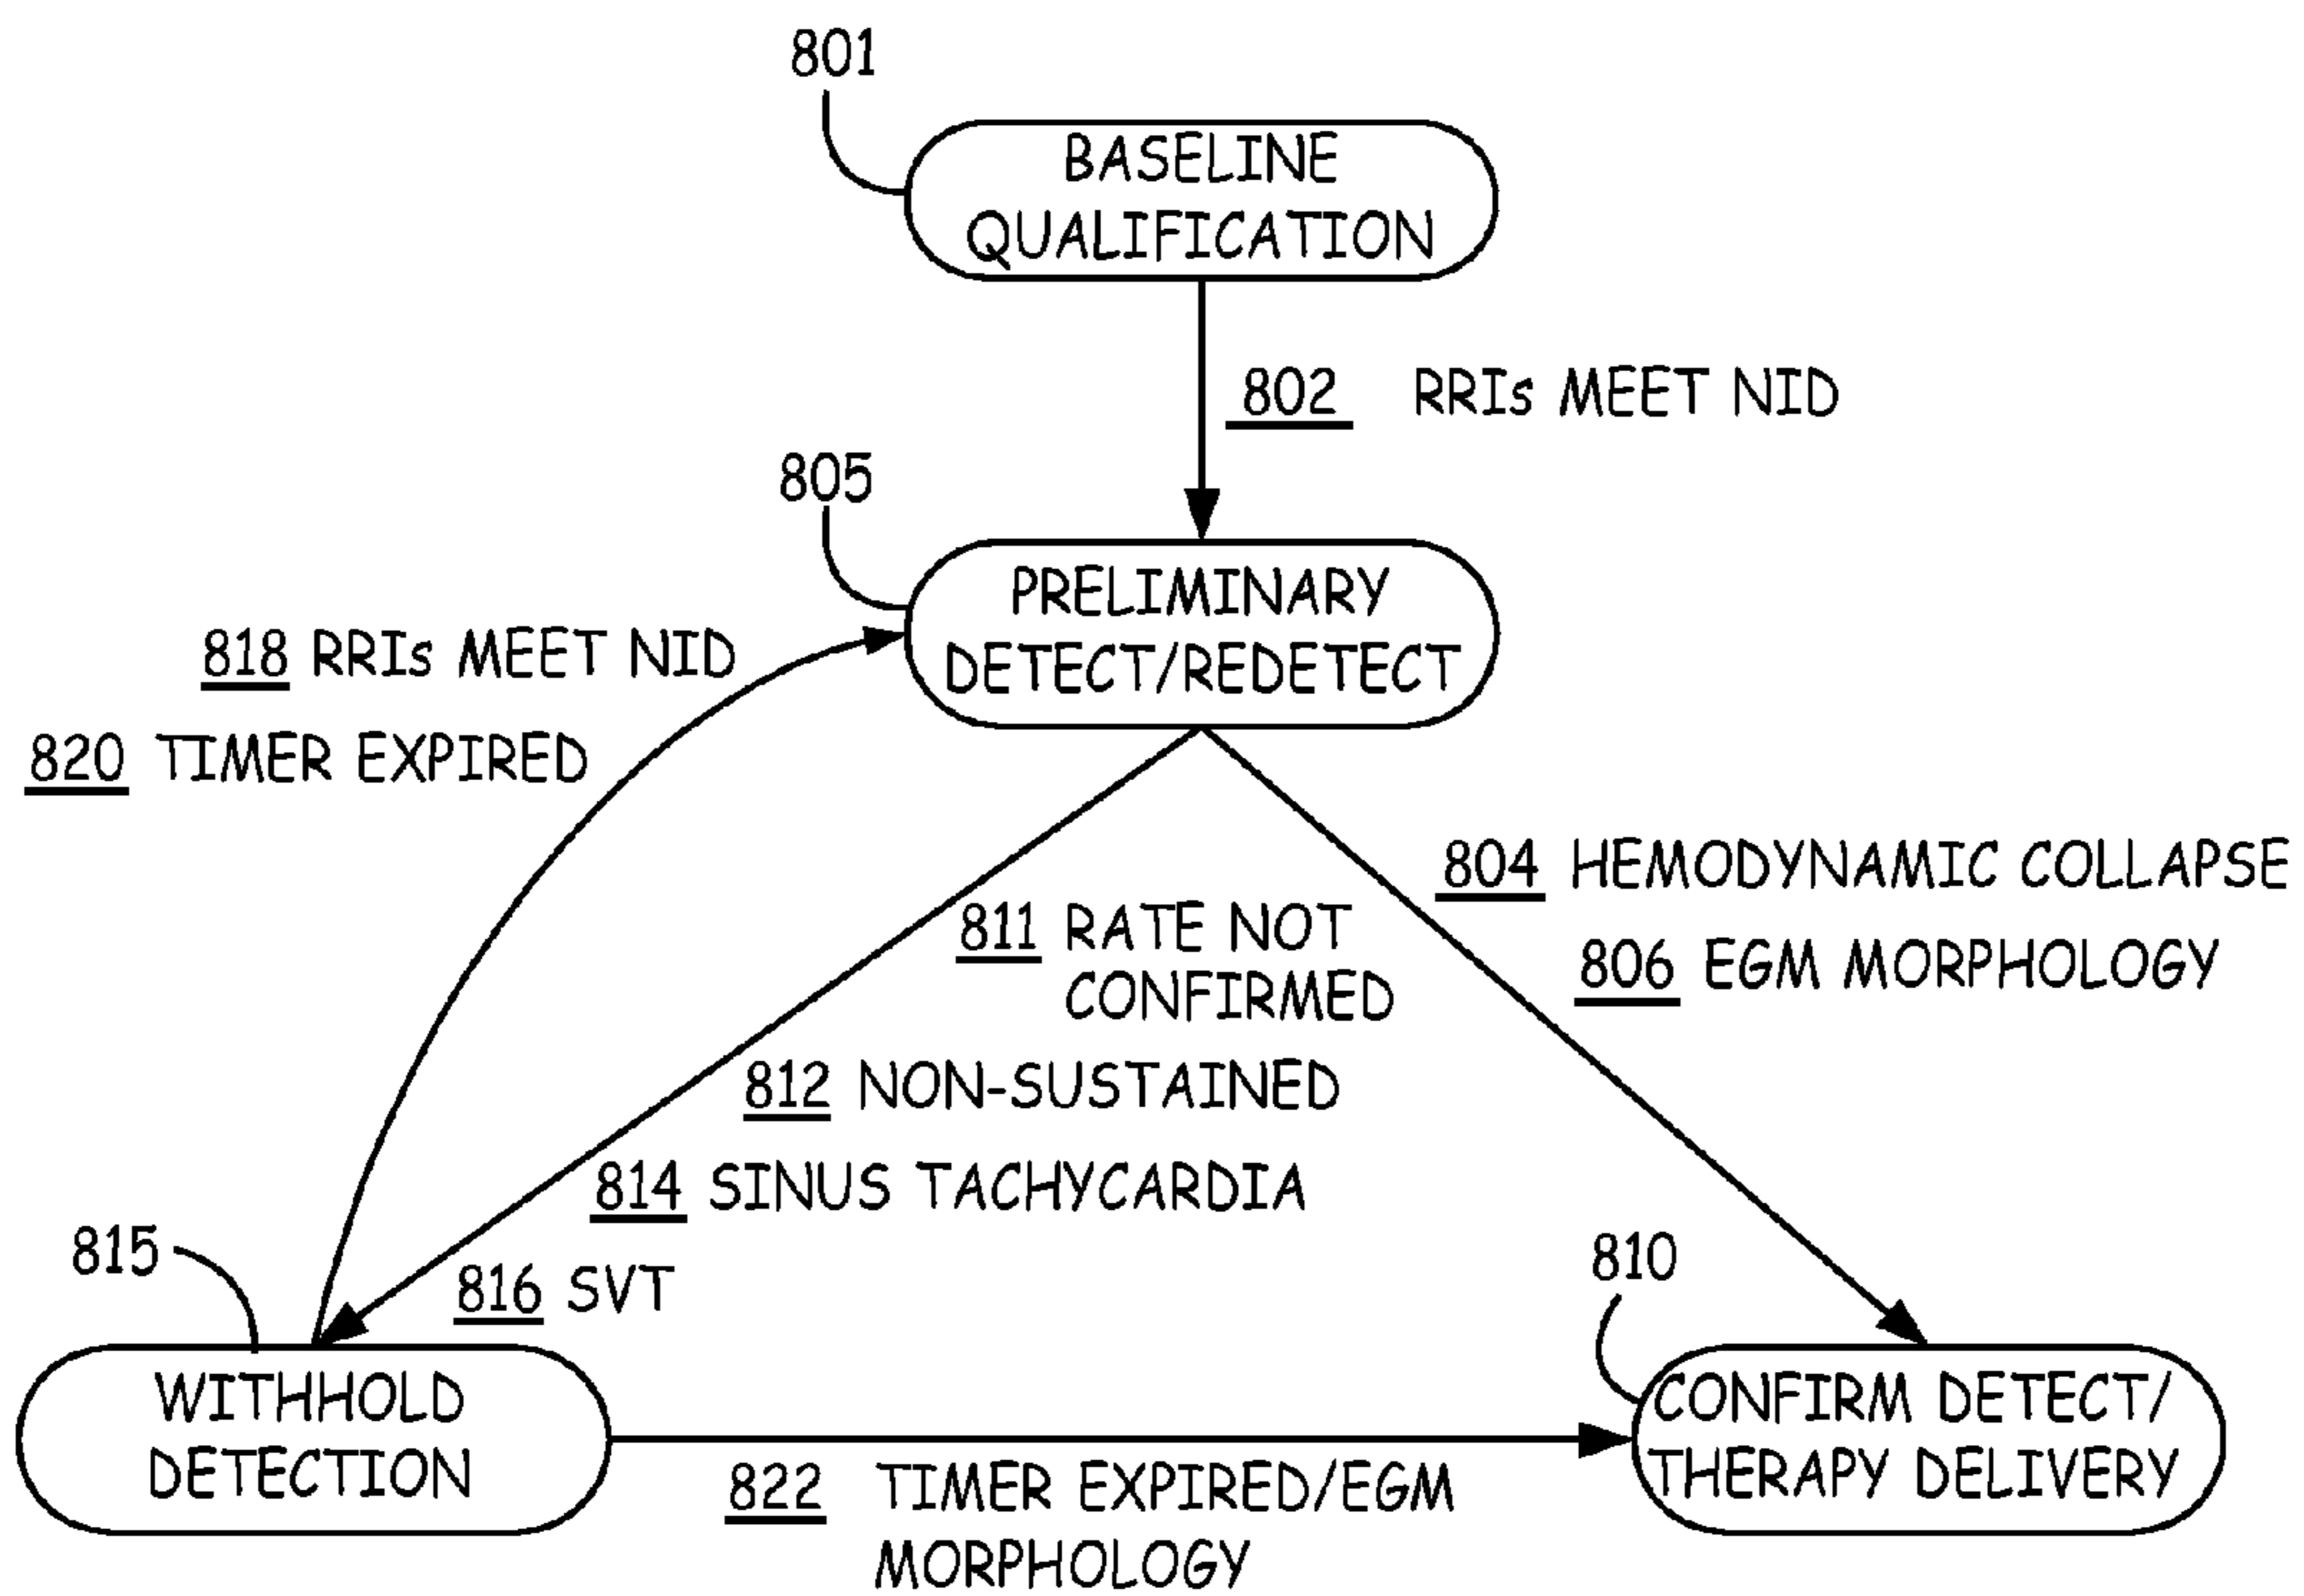 801
BASELINE
QUALIFICATION
802 RRIs MEET NID
805
PRELIMINARY
DETECT/REDETECT
818 RRIs MEET NID
820 TIMER EXPIRED
804 HEMODYNAMIC COLLAPSE
806 EGM MORPHOLOGY
811 RATE NOT
CONFIRMED
812 NON-SUSTAINED
814 SINUS TACHYCARDIA
816 SVT
815
WITHHOLD
DETECTION
810
CONFIRM DETECT/
THERAPY DELIVERY
822 TIMER EXPIRED/EGM
MORPHOLOGY